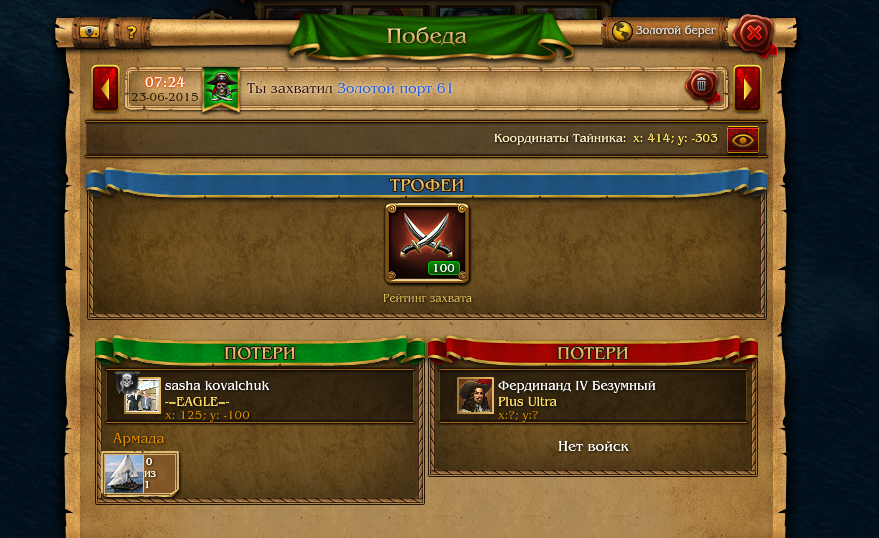 ?
Победа
Золотой берег
07:24
23-06-2015
Ты захватил Золотой порт 61
Координаты Тайника: x: 414; y: -303
ТРОФЕИ
100
Рейтинг захвата
ПОТЕРИ
sasha kovalchuk
-=EAGLE=-
x: 125; y: -100
Армада
0
из
1
ПОТЕРИ
Фердинанд IV Безумный
Plus Ultra
x:?; y:?
Нет войск